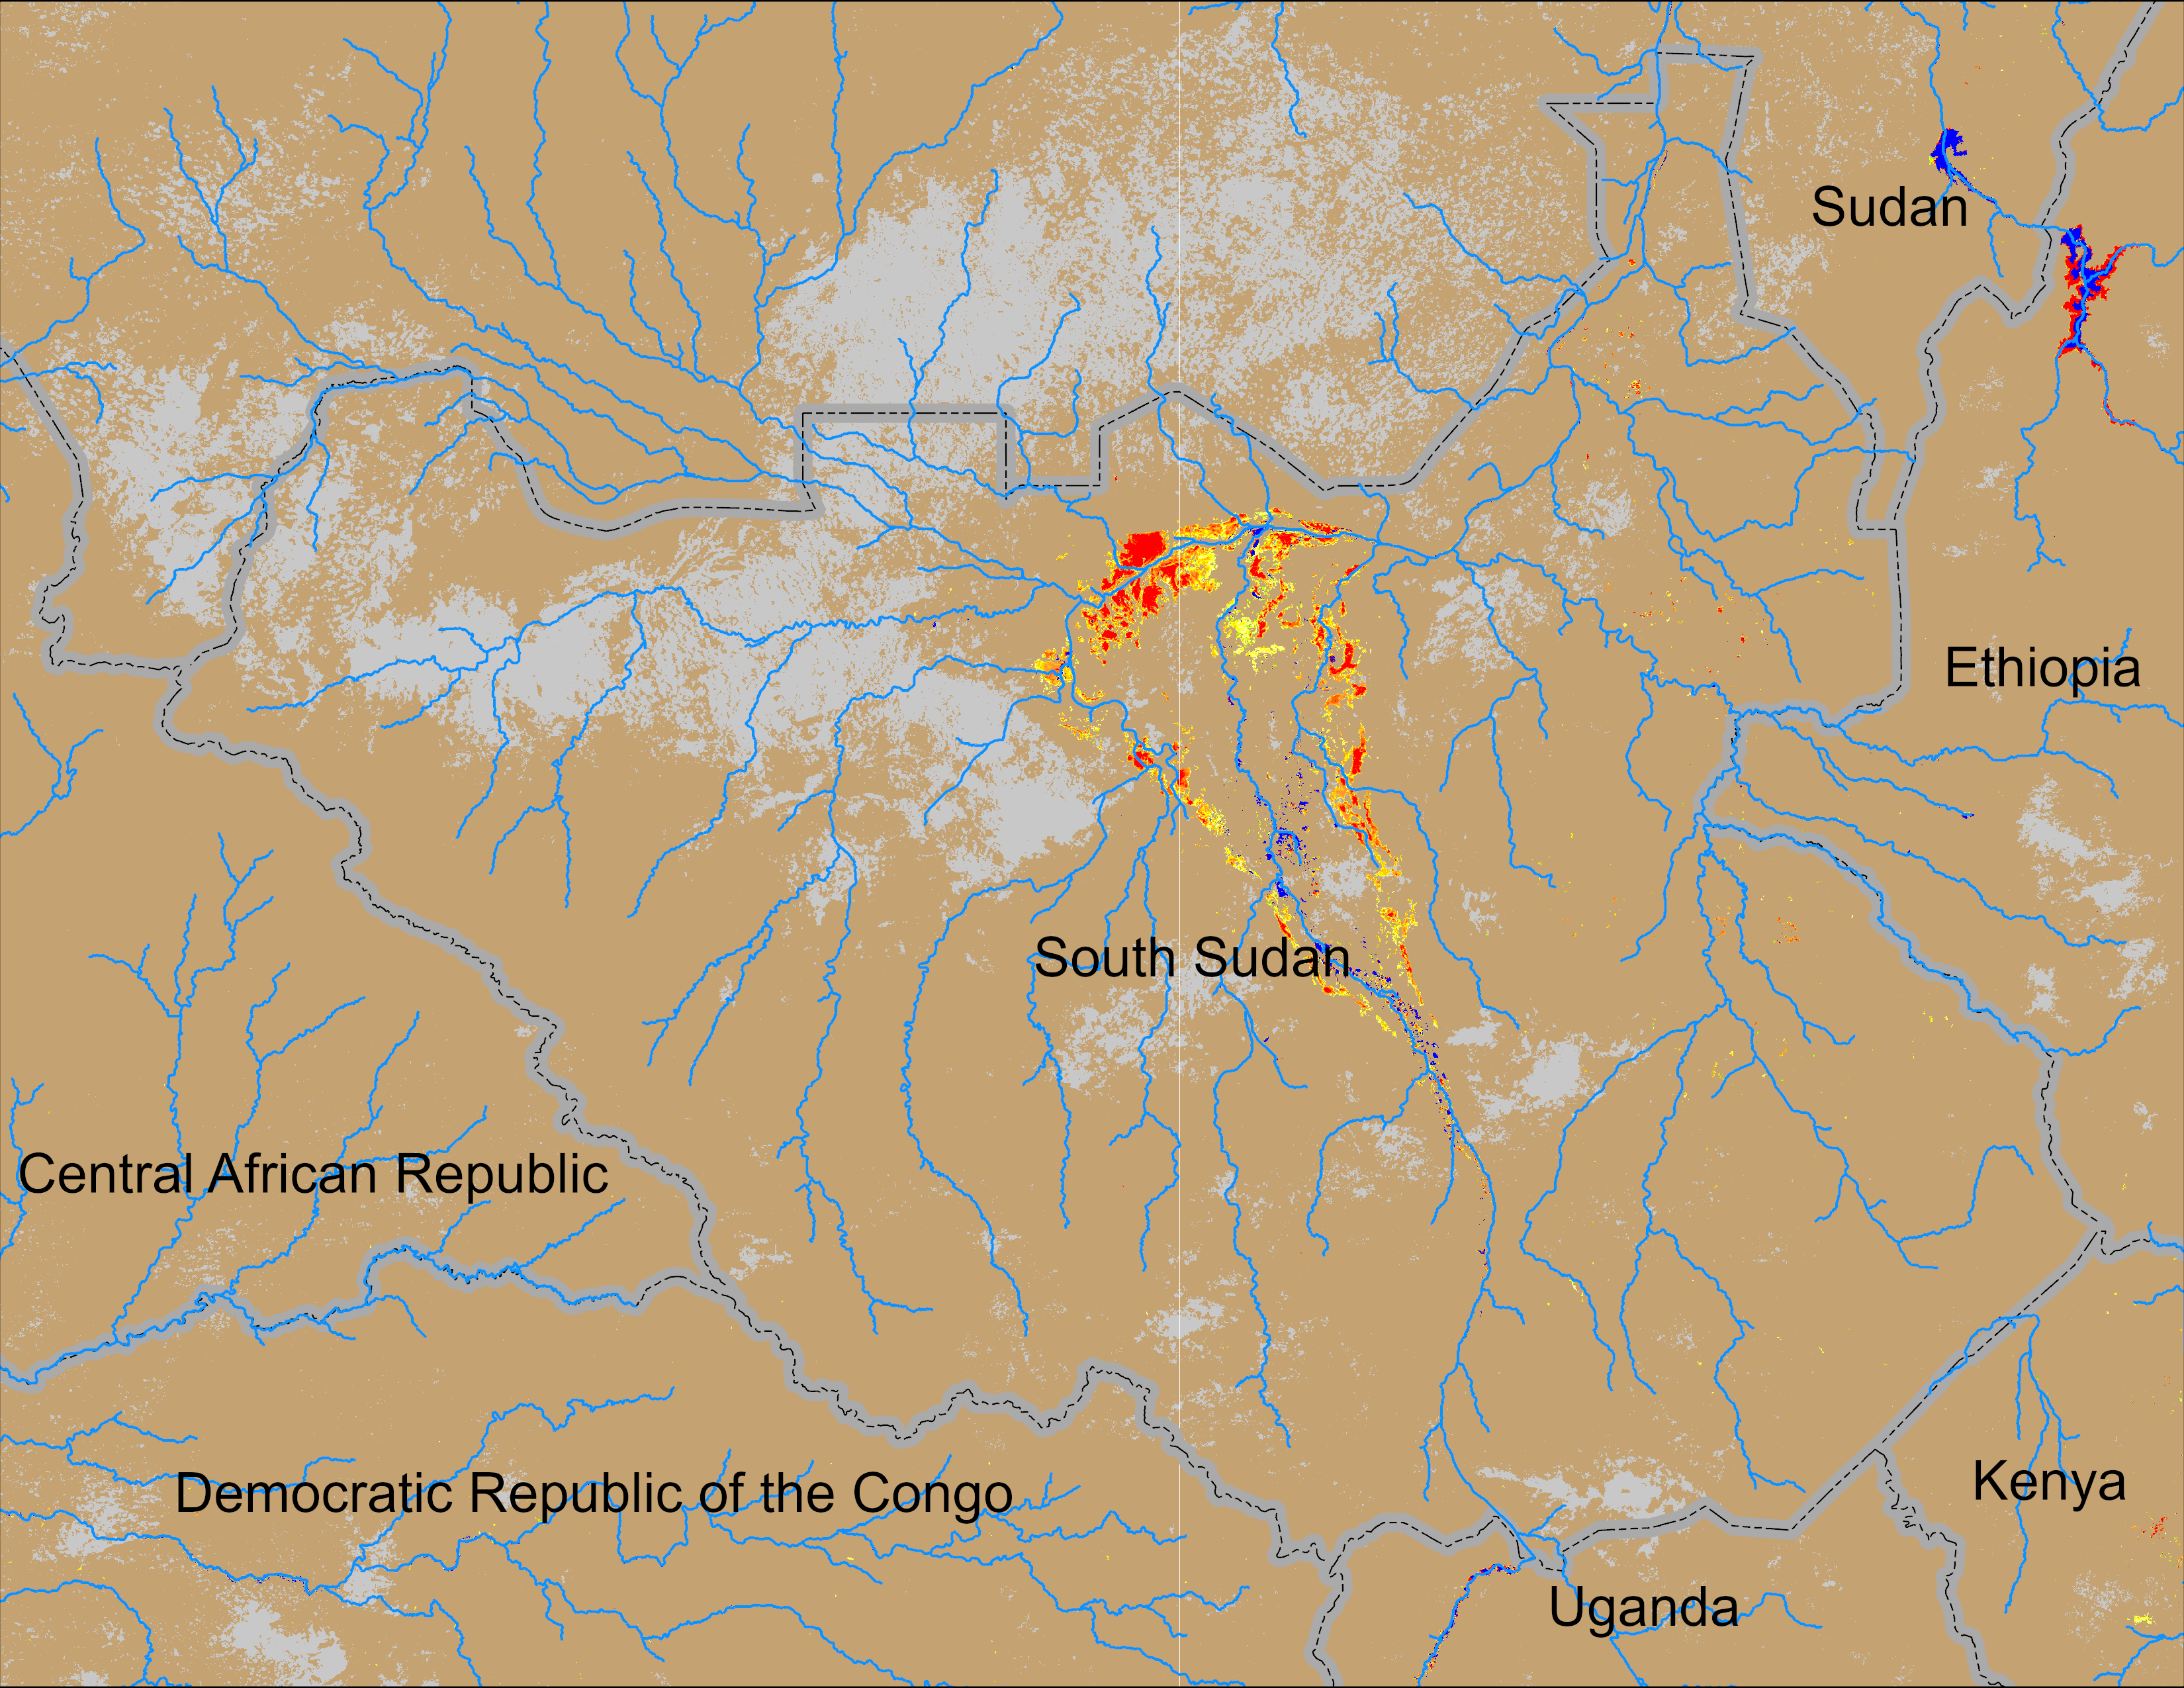 Sudan
Ethiopia
South Sudan
Central African Republic
Democratic Republic of the Congo
Kenya
Uganda